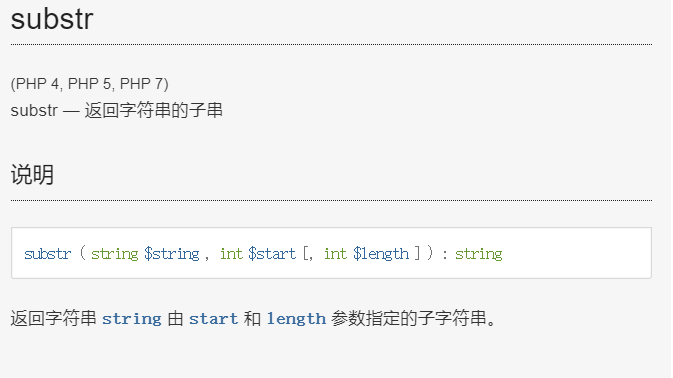 substr
(PHP 4, PHP 5, PHP 7)
substr — 返回字符串的子串
说明
substr ( string $string , int $start [, int $length ] ) : string
返回字符串 string 由 start 和 length 参数指定的子字符串。